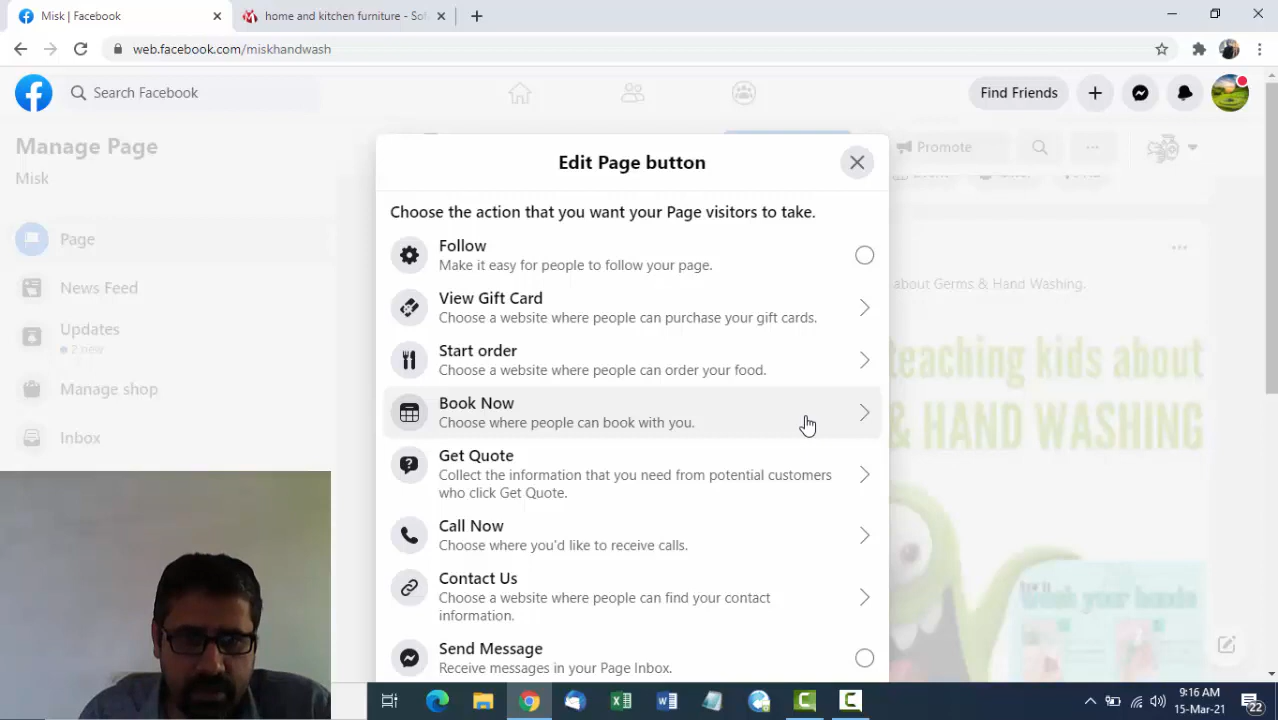 Misk | Facebook
home and kitchen furniture - Sof
web.facebook.com/miskhandwash
Search Facebook
Find Friends
Manage Page
Misk
Promote
Edit Page button
Choose the action that you want your Page visitors to take.
Page
News Feed
Updates
2 new
Manage shop
Inbox
Follow
Make it easy for people to follow your page.
View Gift Card
Choose a website where people can purchase your gift cards.
Start order
Choose a website where people can order your food.
Book Now
Choose where people can book with you.
Get Quote
Collect the information that you need from potential customers
who click Get Quote.
Call Now
Choose where you'd like to receive calls.
Contact Us
Choose a website where people can find your contact
information.
Send Message
Receive messages in your Page Inbox.
about Germs & Hand Washing.
teaching kids about
& HAND WASHING
wash your hands
9:16 AM
15-Mar-21
22